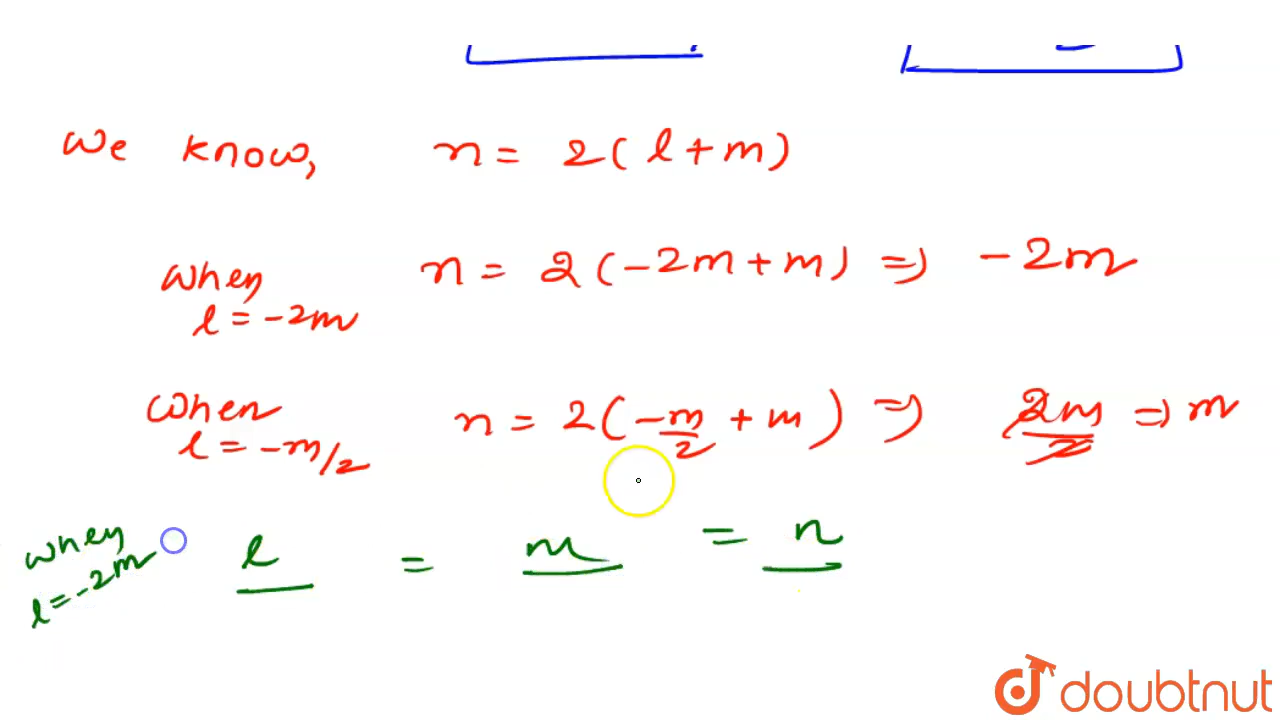 We know, n = 2(l+m)
when l = -2m n = 2(-2m+m) => -2m
when l = -m/2 n = 2(-m/2 + m) => 2m/2 => m
when l=-2m l = m = n
doubtnut